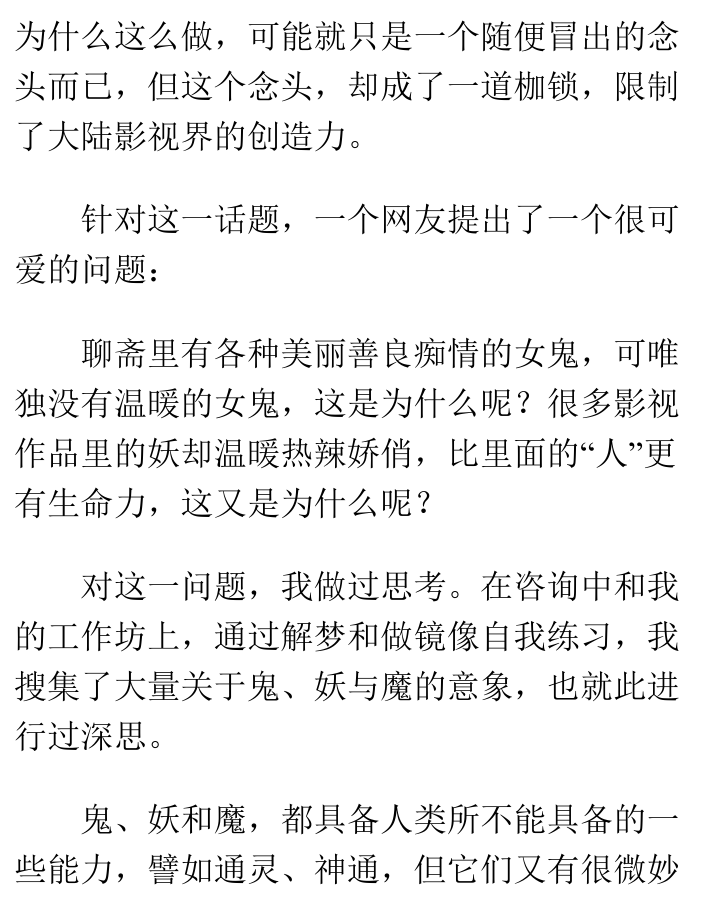 为什么这么做，可能就只是一个随便冒出的念
头而已，但这个念头，却成了一道枷锁，限制
了大陆影视界的创造力。
针对这一话题，一个网友提出了一个很可
爱的问题：
聊斋里有各种美丽善良痴情的女鬼，可唯
独没有温暖的女鬼，这是为什么呢？很多影视
作品里的妖却温暖热辣娇俏，比里面的“人”更
有生命力，这又是为什么呢？
对这一问题，我做过思考。在咨询中和我
的工作坊上，通过解梦和做镜像自我练习，我
搜集了大量关于鬼、妖与魔的意象，也就此进
行过深思。
鬼、妖和魔，都具备人类所不能具备的一
些能力，譬如通灵、神通，但它们又有很微妙